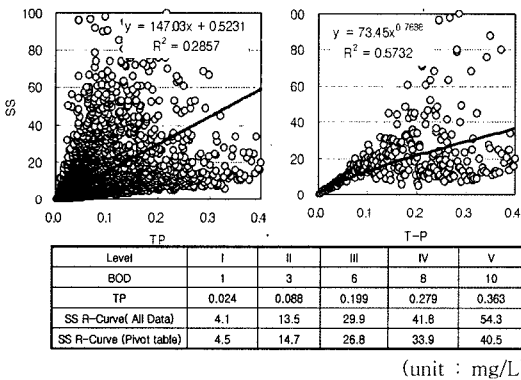 y = 147.03x + 0.5231
R² = 0.2857
100
80
60
40
20
0
SS
0.0 0.1 0.2 0.3 0.4
TP
y = 73.45x^0.7636
R² = 0.5732
00
80
60
40
20
0
0.0 0.1 0.2 0.3 0.4
T-P
Level I II III IV V
BOD 1 3 6 8 10
TP 0.024 0.088 0.199 0.279 0.363
SS R-Curve( All Data) 4.1 13.5 29.9 41.8 54.3
SS R-Curve (Pivot table) 4.5 14.7 26.8 33.9 40.5
(unit : mg/L